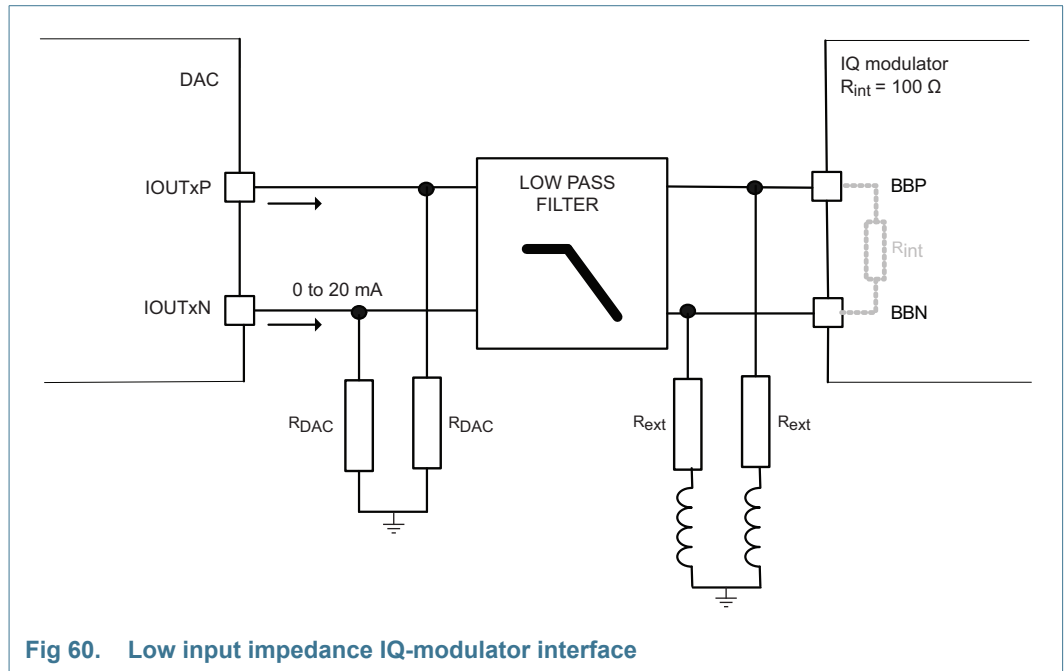 DAC
IQ modulator
Rint = 100 Ω
IOUTxP
LOW PASS
FILTER
BBP
Rint
0 to 20 mA
IOUTxN
BBN
RDAC
RDAC
Rext
Rext
Fig 60. Low input impedance IQ-modulator interface